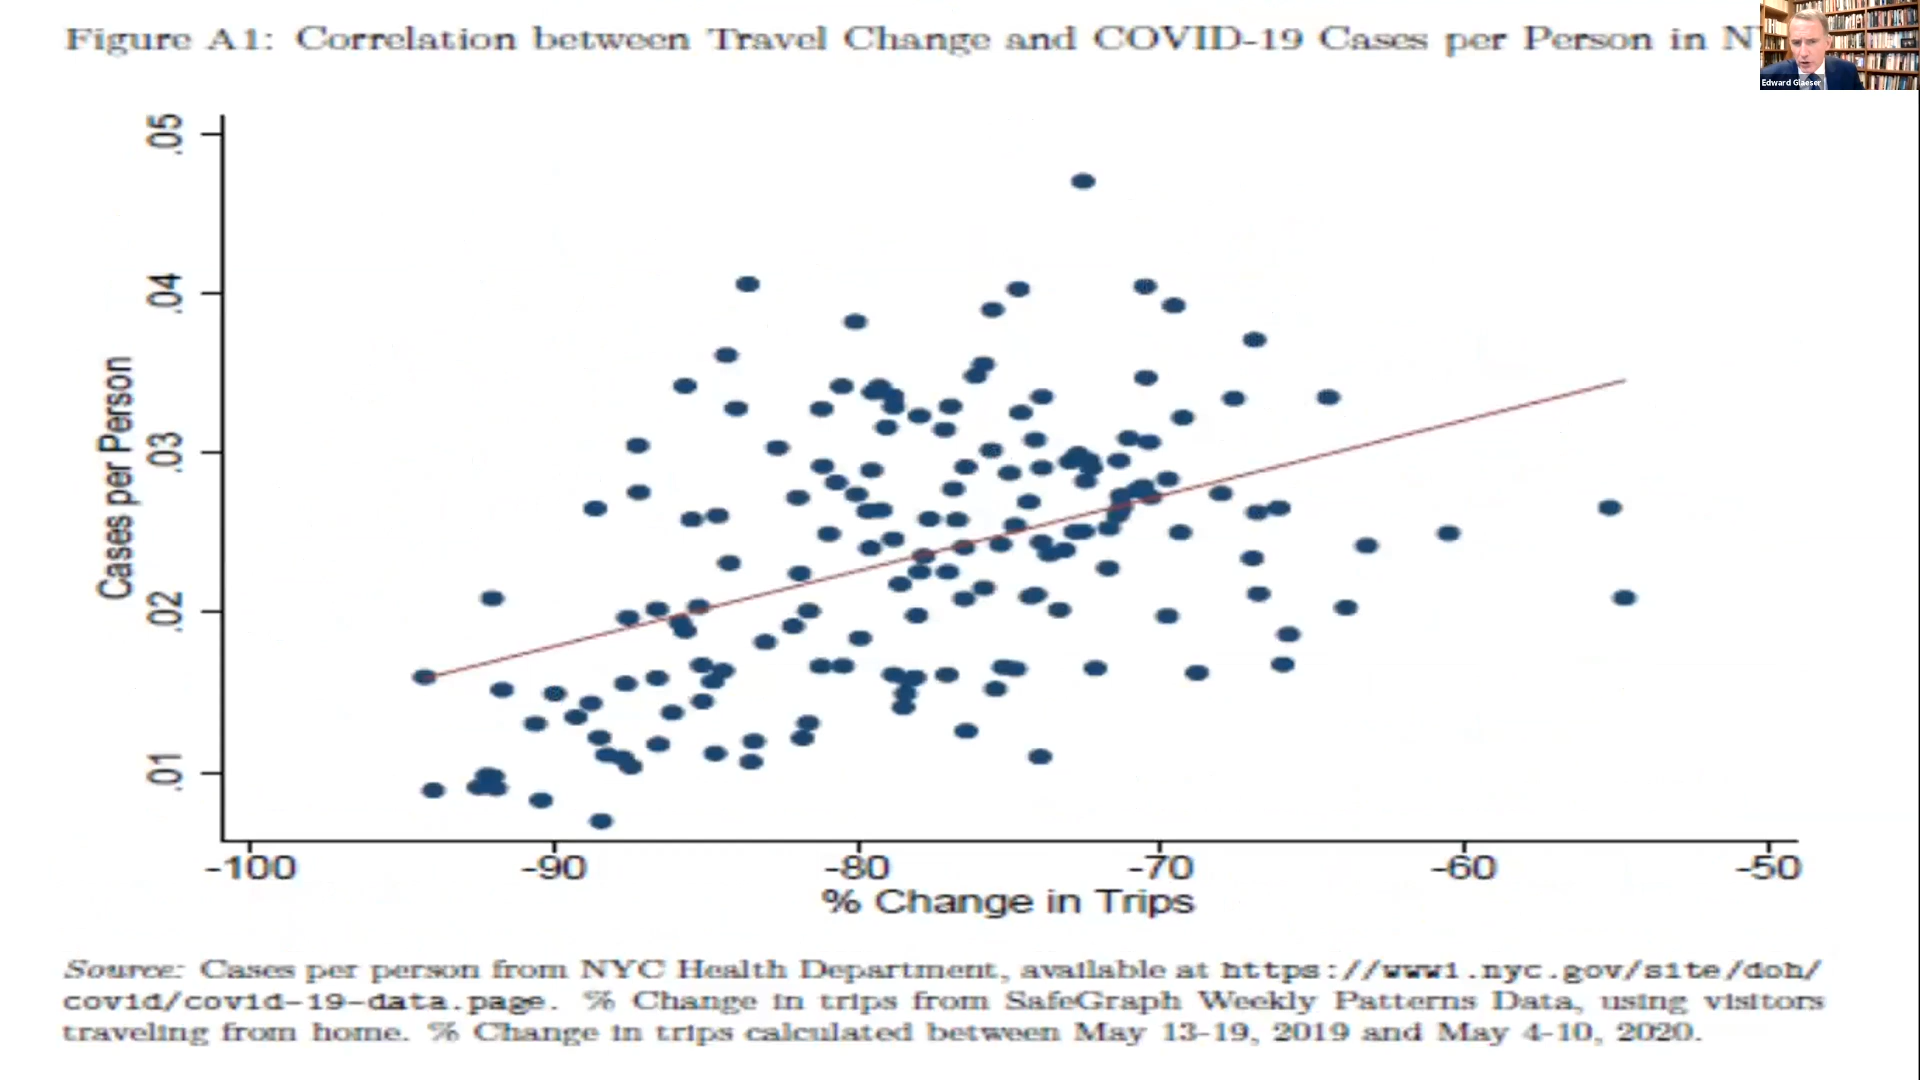 Figure A1: Correlation between Travel Change and COVID-19 Cases per Person in
Edward Glaeser
.05
.04
.03
.02
.01
Cases per Person
-100 -90 -80 -70 -60 -50
% Change in Trips
Source: Cases per person from NYC Health Department, available at https://www1.nyc.gov/site/doh/
covid/covid-19-data.page. % Change in trips from SafeGraph Weekly Patterns Data, using visitors
traveling from home. % Change in trips calculated between May 13-19, 2019 and May 4-10, 2020.